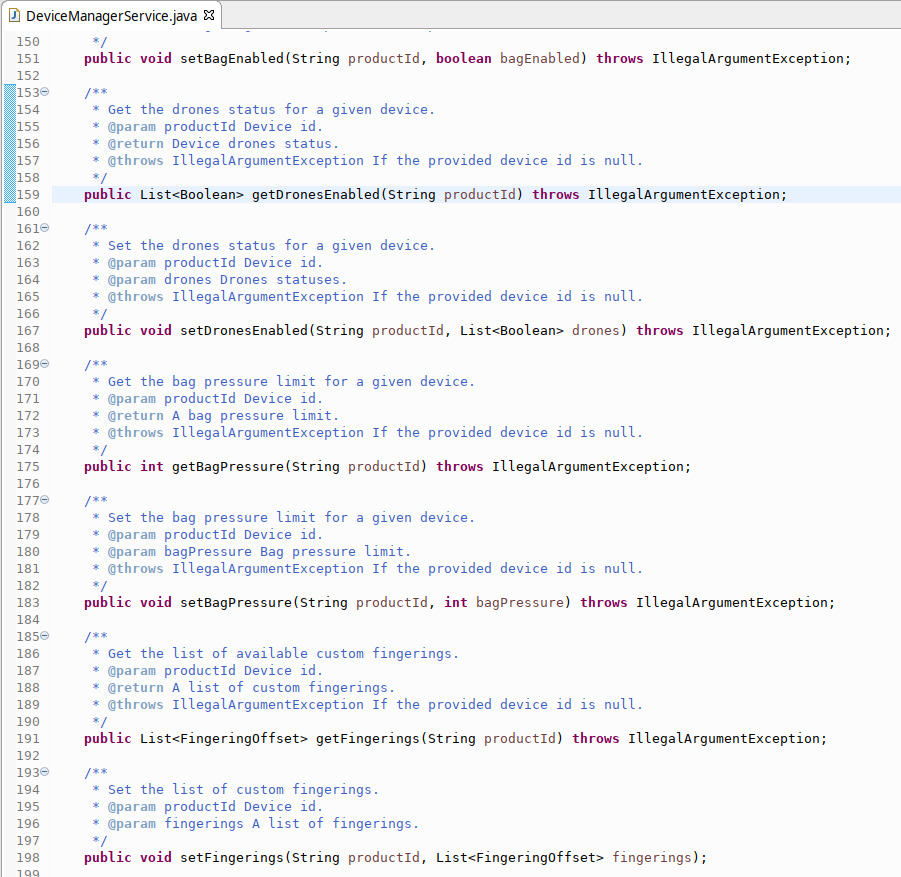 DeviceManagerService.java
150      */
151     public void setBagEnabled(String productId, boolean bagEnabled) throws IllegalArgumentException;
152
153     /**
154      * Get the drones status for a given device.
155      * @param productId Device id.
156      * @return Device drones status.
157      * @throws IllegalArgumentException If the provided device id is null.
158      */
159     public List<Boolean> getDronesEnabled(String productId) throws IllegalArgumentException;
160
161     /**
162      * Set the drones status for a given device.
163      * @param productId Device id.
164      * @param drones Drones statuses.
165      * @throws IllegalArgumentException If the provided device id is null.
166      */
167     public void setDronesEnabled(String productId, List<Boolean> drones) throws IllegalArgumentException;
168
169     /**
170      * Get the bag pressure limit for a given device.
171      * @param productId Device id.
172      * @return A bag pressure limit.
173      * @throws IllegalArgumentException If the provided device id is null.
174      */
175     public int getBagPressure(String productId) throws IllegalArgumentException;
176
177     /**
178      * Set the bag pressure limit for a given device.
179      * @param productId Device id.
180      * @param bagPressure Bag pressure limit.
181      * @throws IllegalArgumentException If the provided device id is null.
182      */
183     public void setBagPressure(String productId, int bagPressure) throws IllegalArgumentException;
184
185     /**
186      * Get the list of available custom fingerings.
187      * @param productId Device id.
188      * @return A list of custom fingerings.
189      * @throws IllegalArgumentException If the provided device id is null.
190      */
191     public List<FingeringOffset> getFingerings(String productId) throws IllegalArgumentException;
192
193     /**
194      * Set the list of custom fingerings.
195      * @param productId Device id.
196      * @param fingerings A list of fingerings.
197      */
198     public void setFingerings(String productId, List<FingeringOffset> fingerings);
199